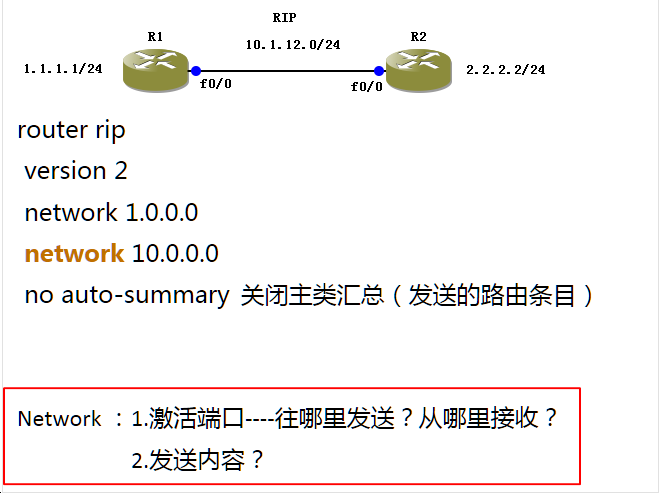 RIP
R1
10.1.12.0/24
R2
1.1.1.1/24
2.2.2.2/24
f0/0
f0/0
router rip
version 2
network 1.0.0.0
network 10.0.0.0
no auto-summary 关闭主类汇总（发送的路由条目）
Network ：1.激活端口----往哪里发送？从哪里接收？
2.发送内容？